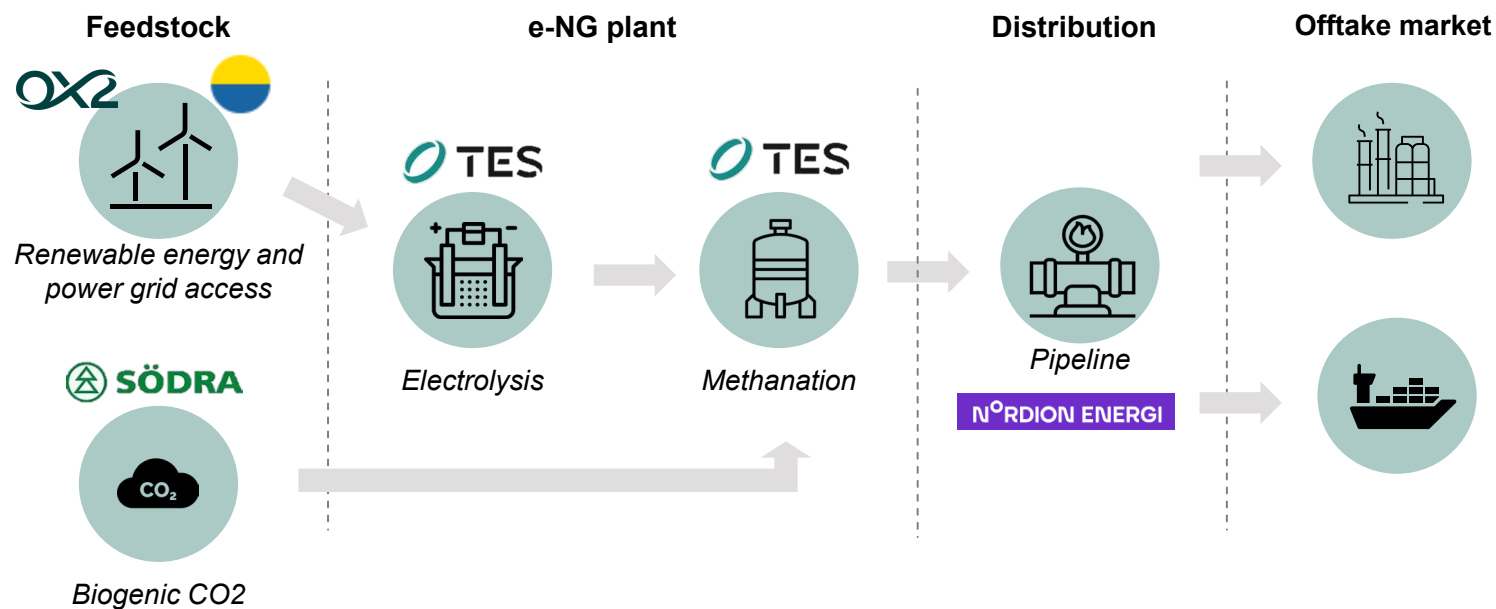 Feedstock
e-NG plant
Distribution
Offtake market
OX2
Renewable energy and
power grid access
SÖDRA
CO₂
Biogenic CO2
TES
+ −
Electrolysis
TES
Methanation
Pipeline
NORDION ENERGI